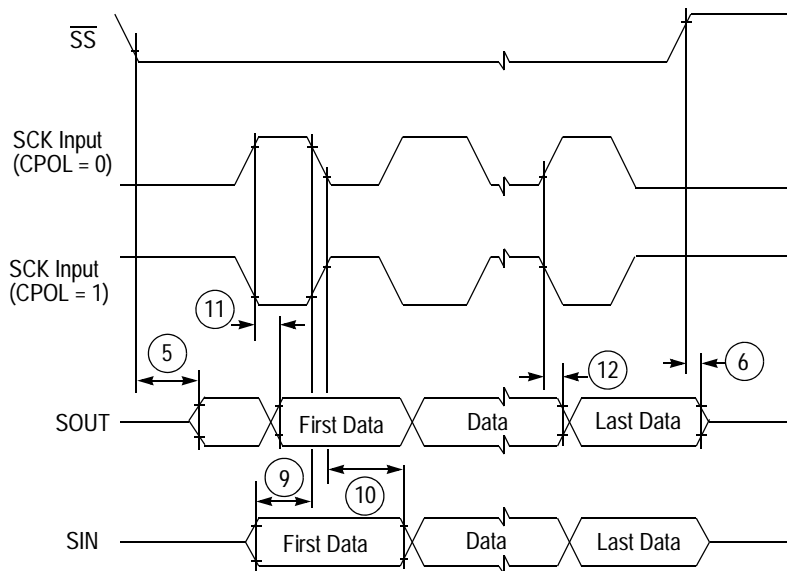 SS
SCK Input
(CPOL = 0)
SCK Input
(CPOL = 1)
11
5
12
6
SOUT
First Data
Data
Last Data
9
10
SIN
First Data
Data
Last Data